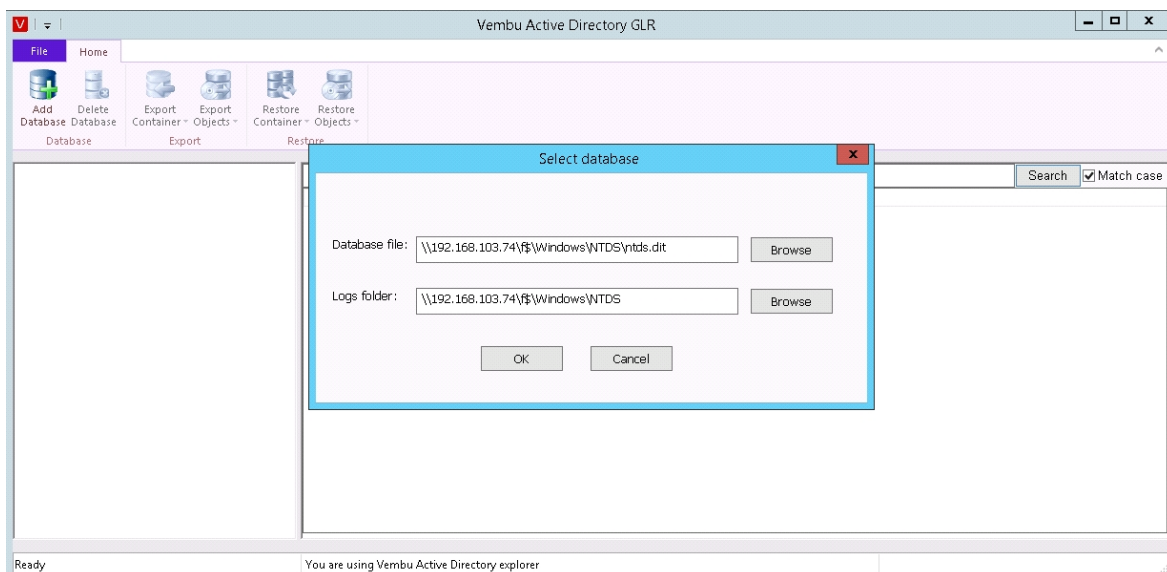 V
Vembu Active Directory GLR
File Home
Add Database
Delete Database
Export Container
Export Objects
Restore Container
Restore Objects
Database Export Restore
Select database
Search Match case
Database file: \\192.168.103.74\f$\Windows\NTDS\ntds.dit Browse
Logs folder: \\192.168.103.74\f$\Windows\NTDS Browse
OK Cancel
Ready You are using Vembu Active Directory explorer